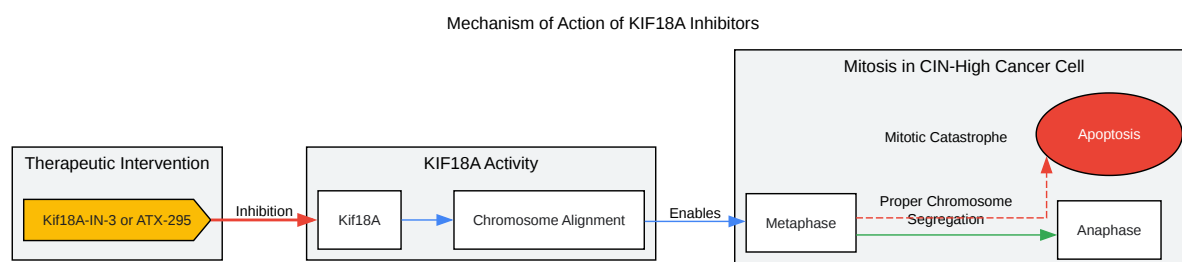 Mechanism of Action of KIF18A Inhibitors
Therapeutic Intervention
Kif18A-IN-3 or ATX-295
Inhibition
KIF18A Activity
Kif18A
Chromosome Alignment
Enables
Mitosis in CIN-High Cancer Cell
Mitotic Catastrophe
Apoptosis
Metaphase
Proper Chromosome
Segregation
Anaphase